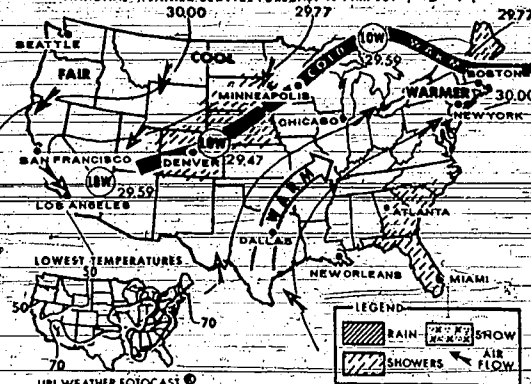 30.00
29.77
29.77
SEATTLE
FAIR
COOL
COLD
LOW
29.59
WARM
BOSTON
MINNEAPOLIS
WARMER
30.00
NEW YORK
CHICAGO
SAN FRANCISCO
DENVER
LOW
29.47
LOW
29.59
LOS ANGELES
WARM
DALLAS
ATLANTA
NEW ORLEANS
MIAMI
LOWEST TEMPERATURES
50
50
70
70
LEGEND
RAIN
SNOW
SHOWERS
AIR FLOW
UPI WEATHER FOTOCAST ©